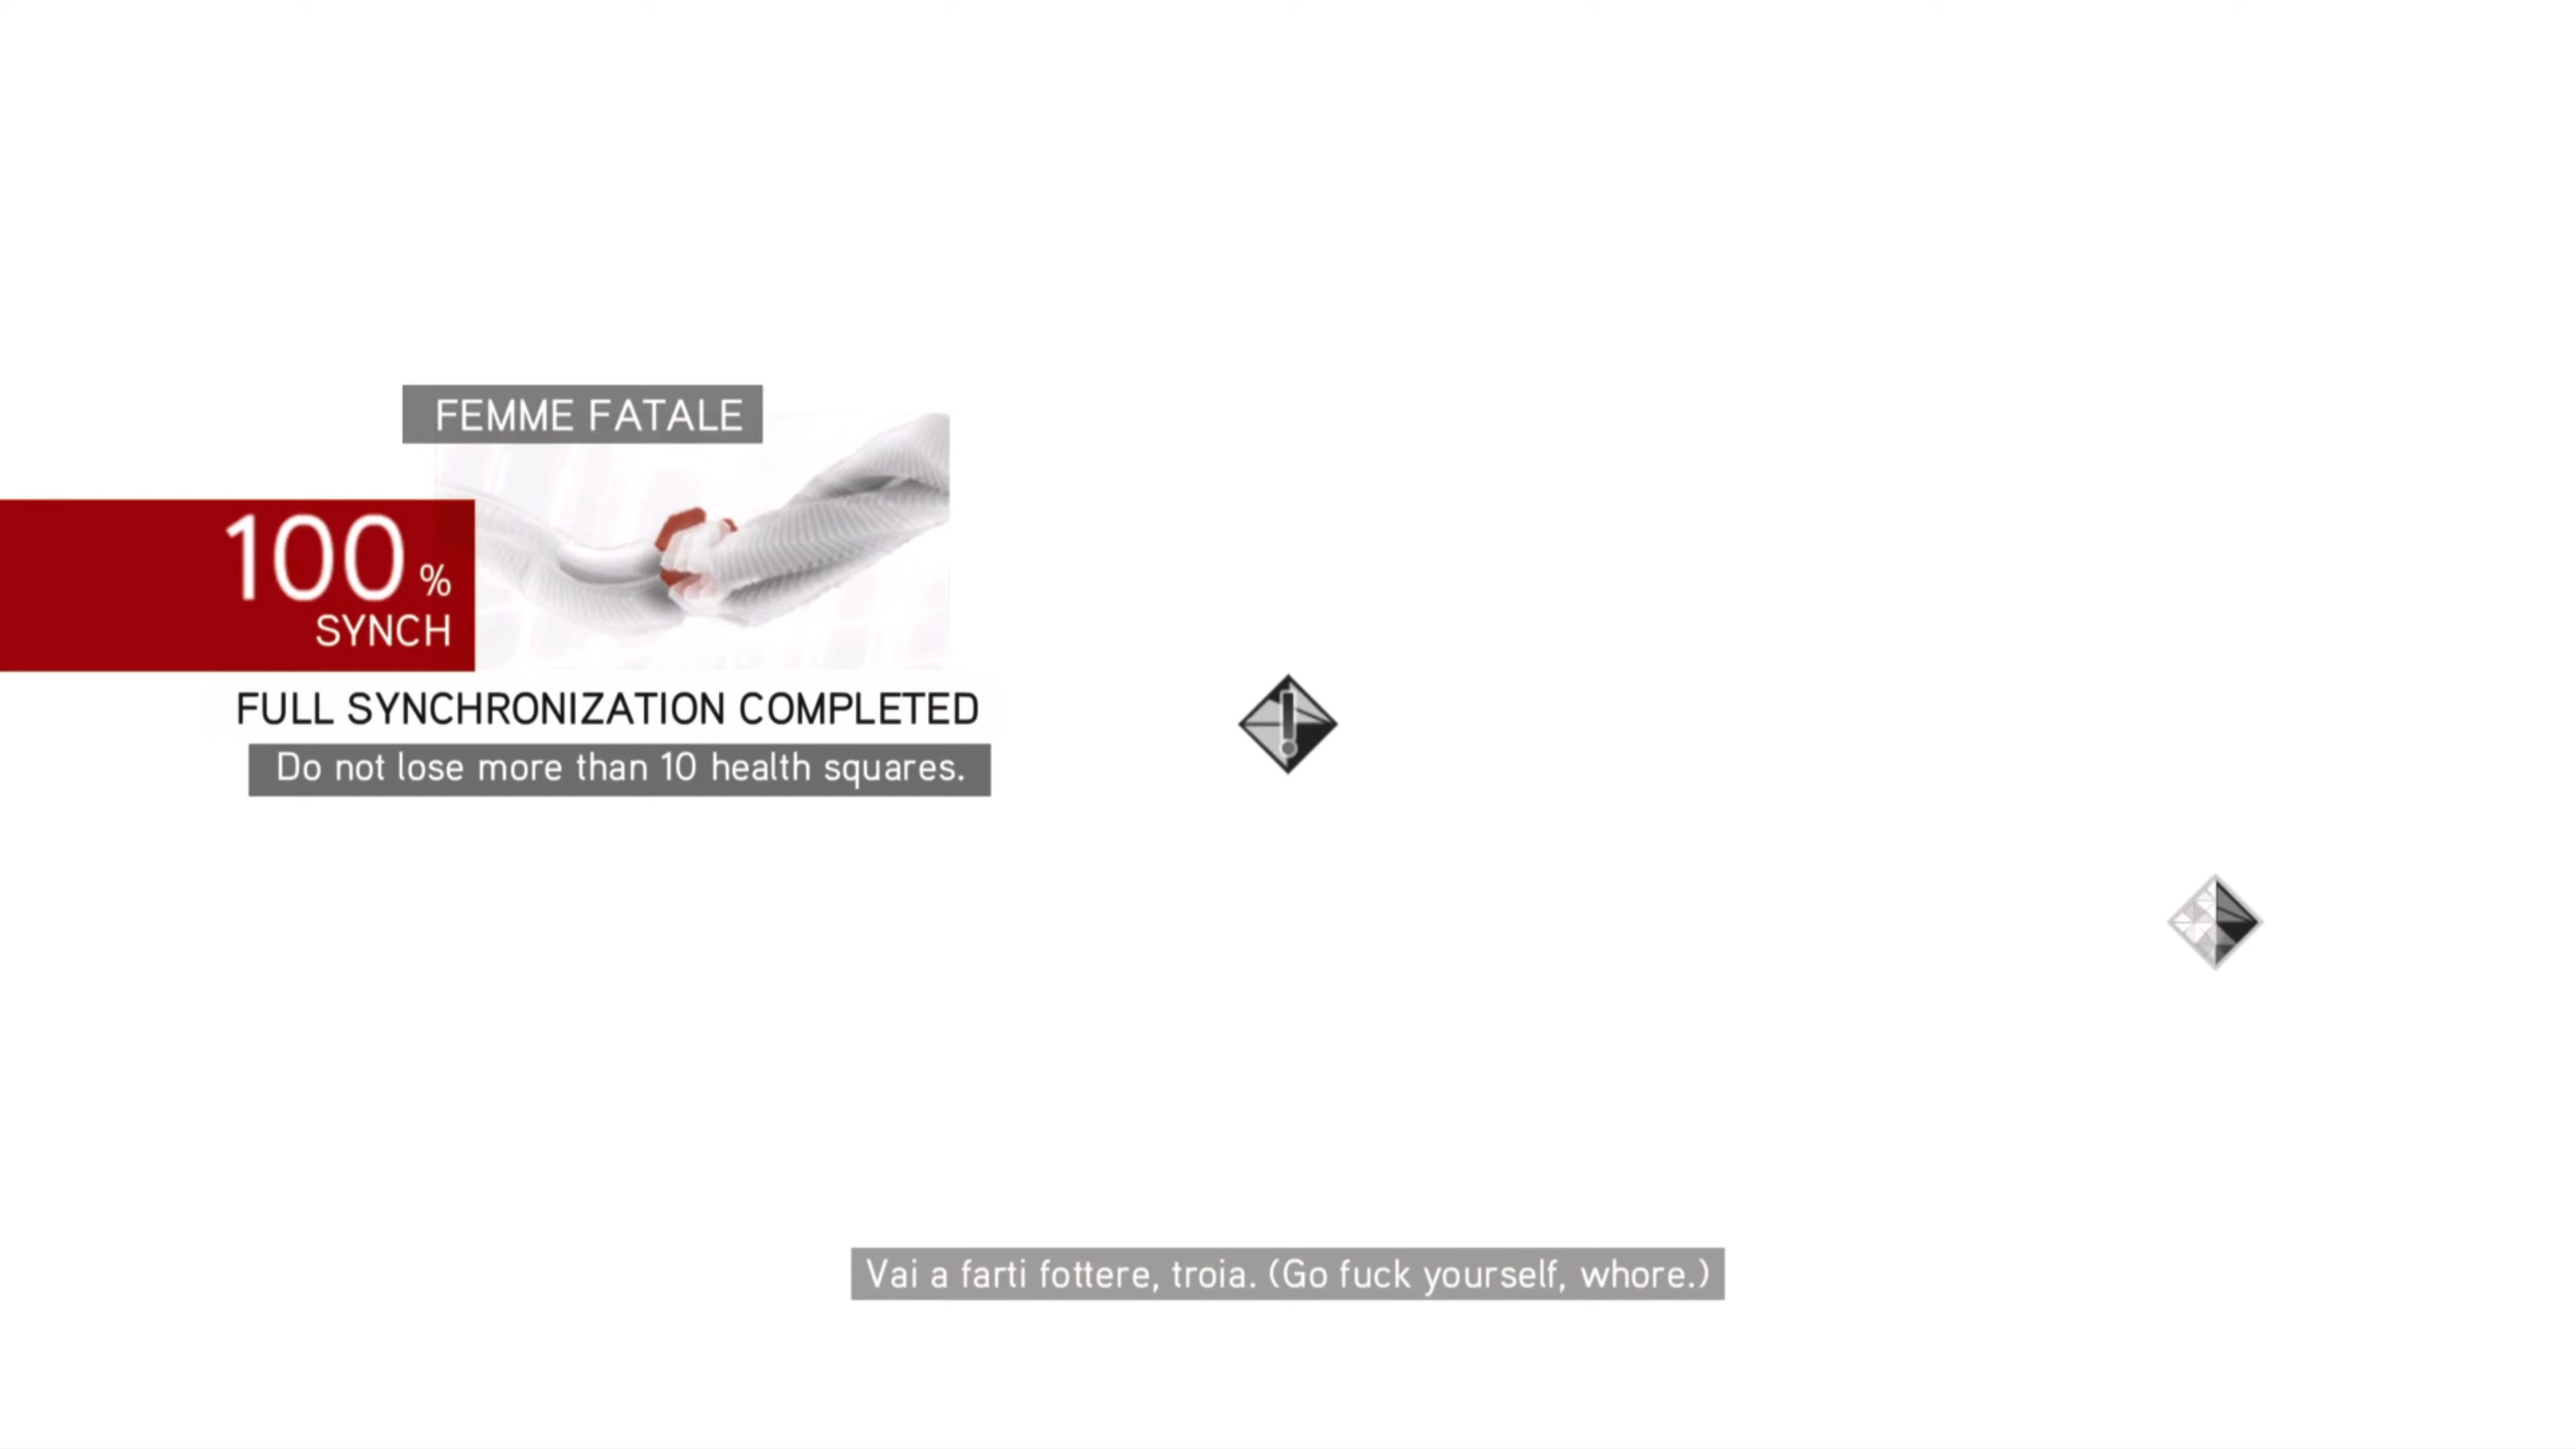 FEMME FATALE
100 %
SYNCH
FULL SYNCHRONIZATION COMPLETED
Do not lose more than 10 health squares.
Vai a farti fottere, troia. (Go fuck yourself, whore.)